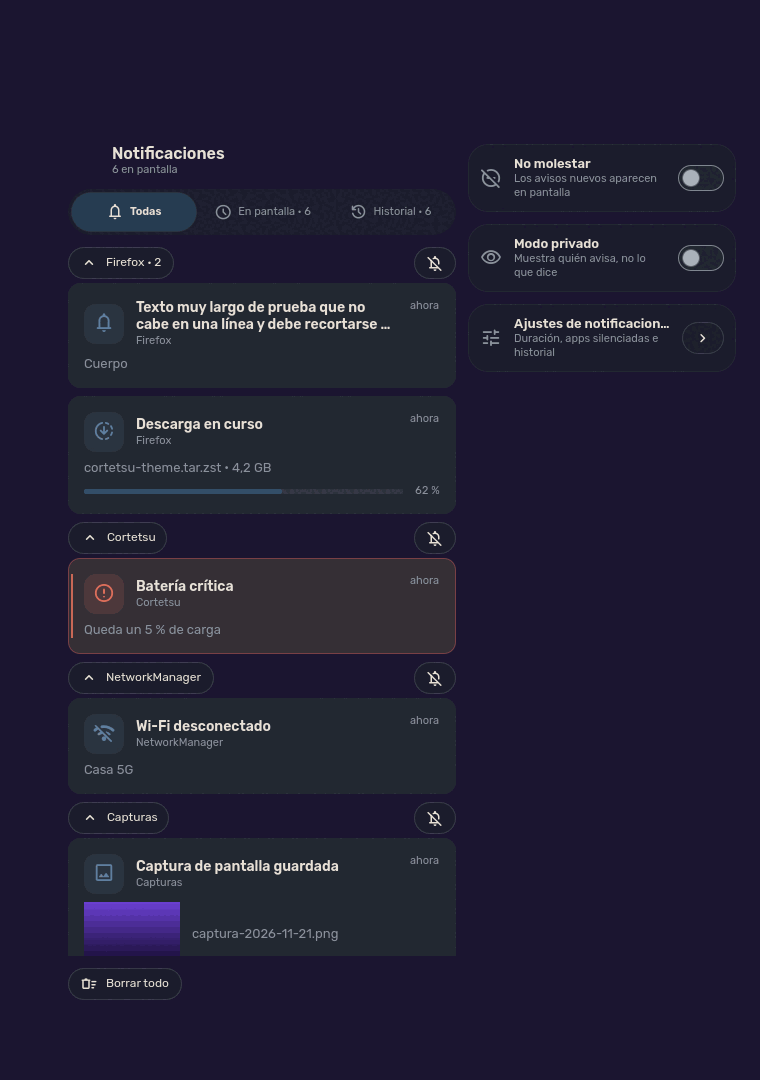 Notificaciones
6 en pantalla
Todas
En pantalla • 6
Historial • 6
Firefox • 2
Texto muy largo de prueba que no
cabe en una línea y debe recortarse …
ahora
Firefox
Cuerpo
Descarga en curso
ahora
Firefox
cortetsu-theme.tar.zst • 4,2 GB
62 %
Cortetsu
Batería crítica
ahora
Cortetsu
Queda un 5 % de carga
NetworkManager
Wi-Fi desconectado
ahora
NetworkManager
Casa 5G
Capturas
Captura de pantalla guardada
ahora
Capturas
captura-2026-11-21.png
Borrar todo
No molestar
Los avisos nuevos aparecen
en pantalla
Modo privado
Muestra quién avisa, no lo
que dice
Ajustes de notificacion…
Duración, apps silenciadas e
historial